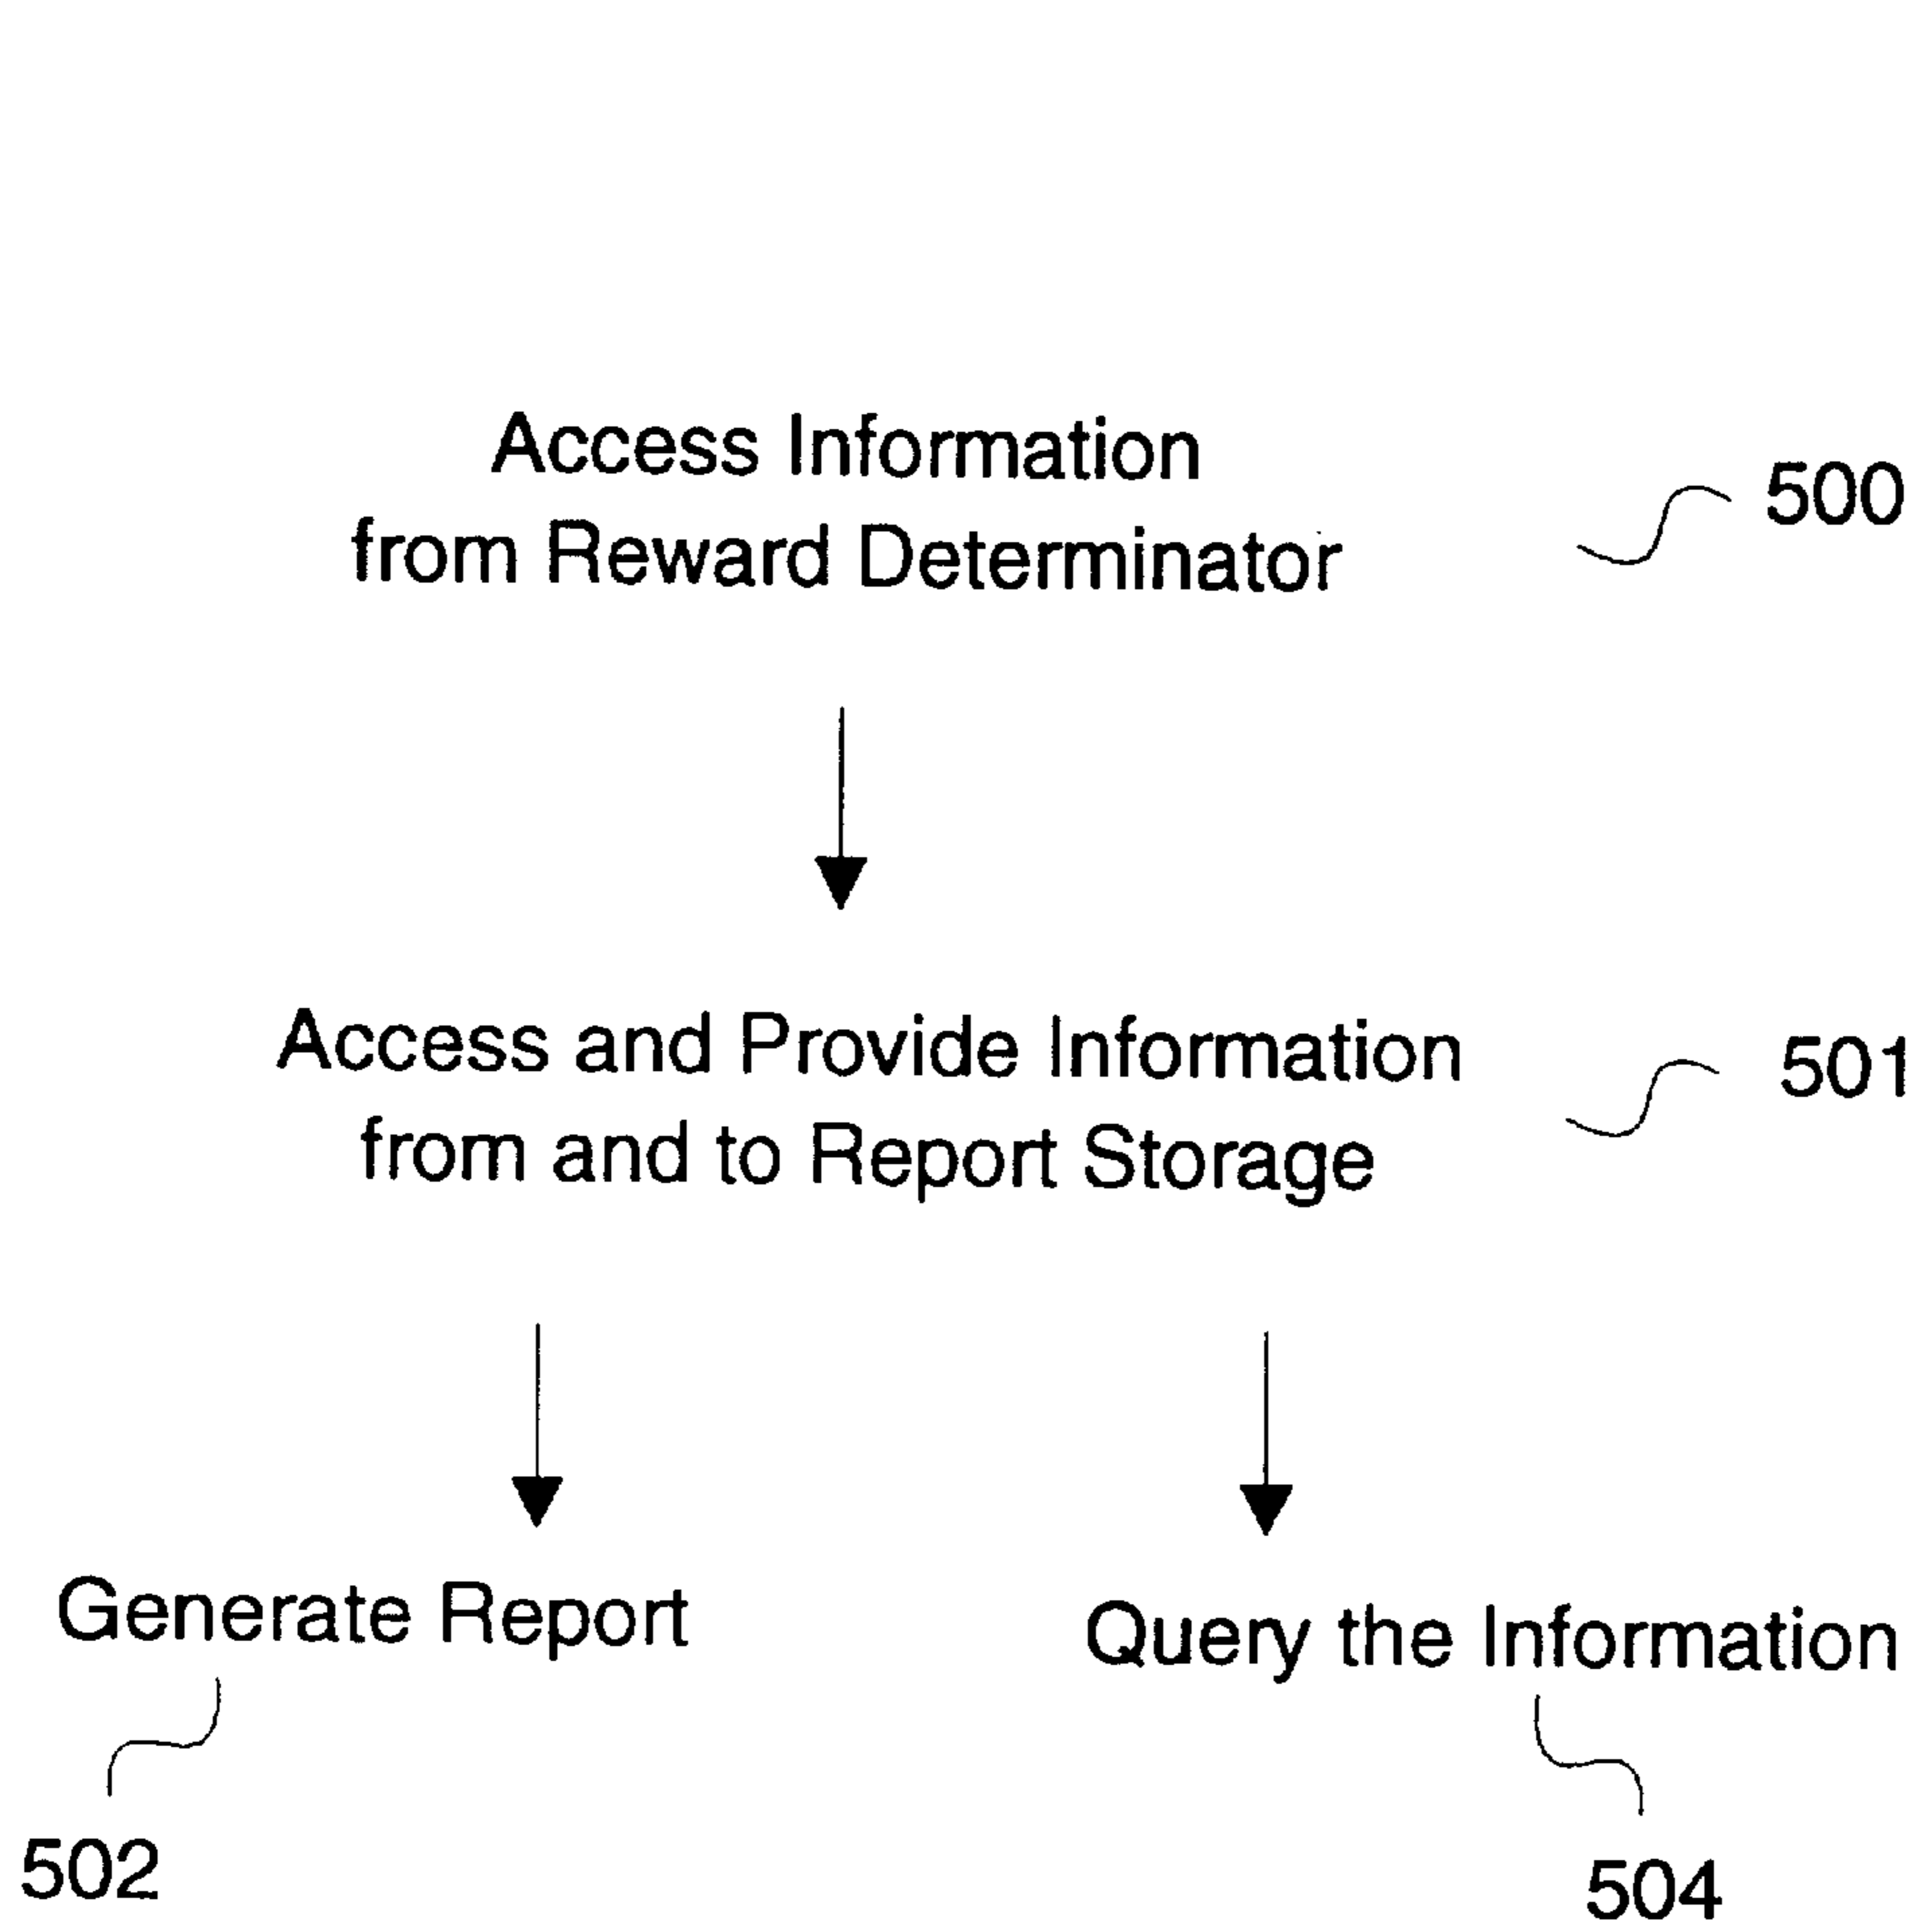 Access Information
from Reward Determinator
500
Access and Provide Information
from and to Report Storage
501
Generate Report
Query the Information
502
504